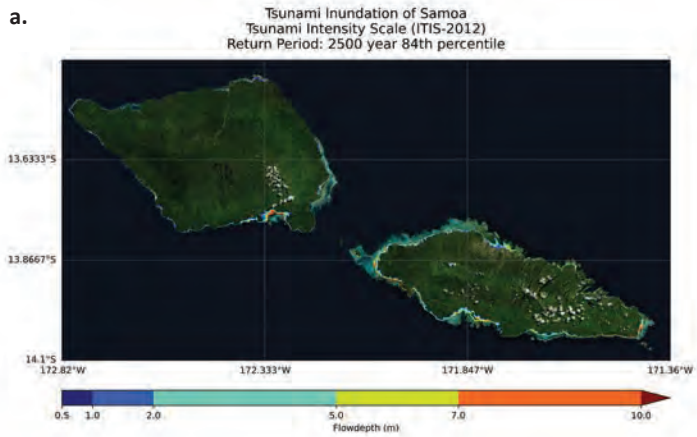 a.
Tsunami Inundation of Samoa
Tsunami Intensity Scale (ITIS-2012)
Return Period: 2500 year 84th percentile
13.6333°S
13.8667°S
14.1°S
172.82°W 172.333°W 171.847°W 171.36°W
0.5 1.0 2.0 5.0 7.0 10.0
Flowdepth (m)